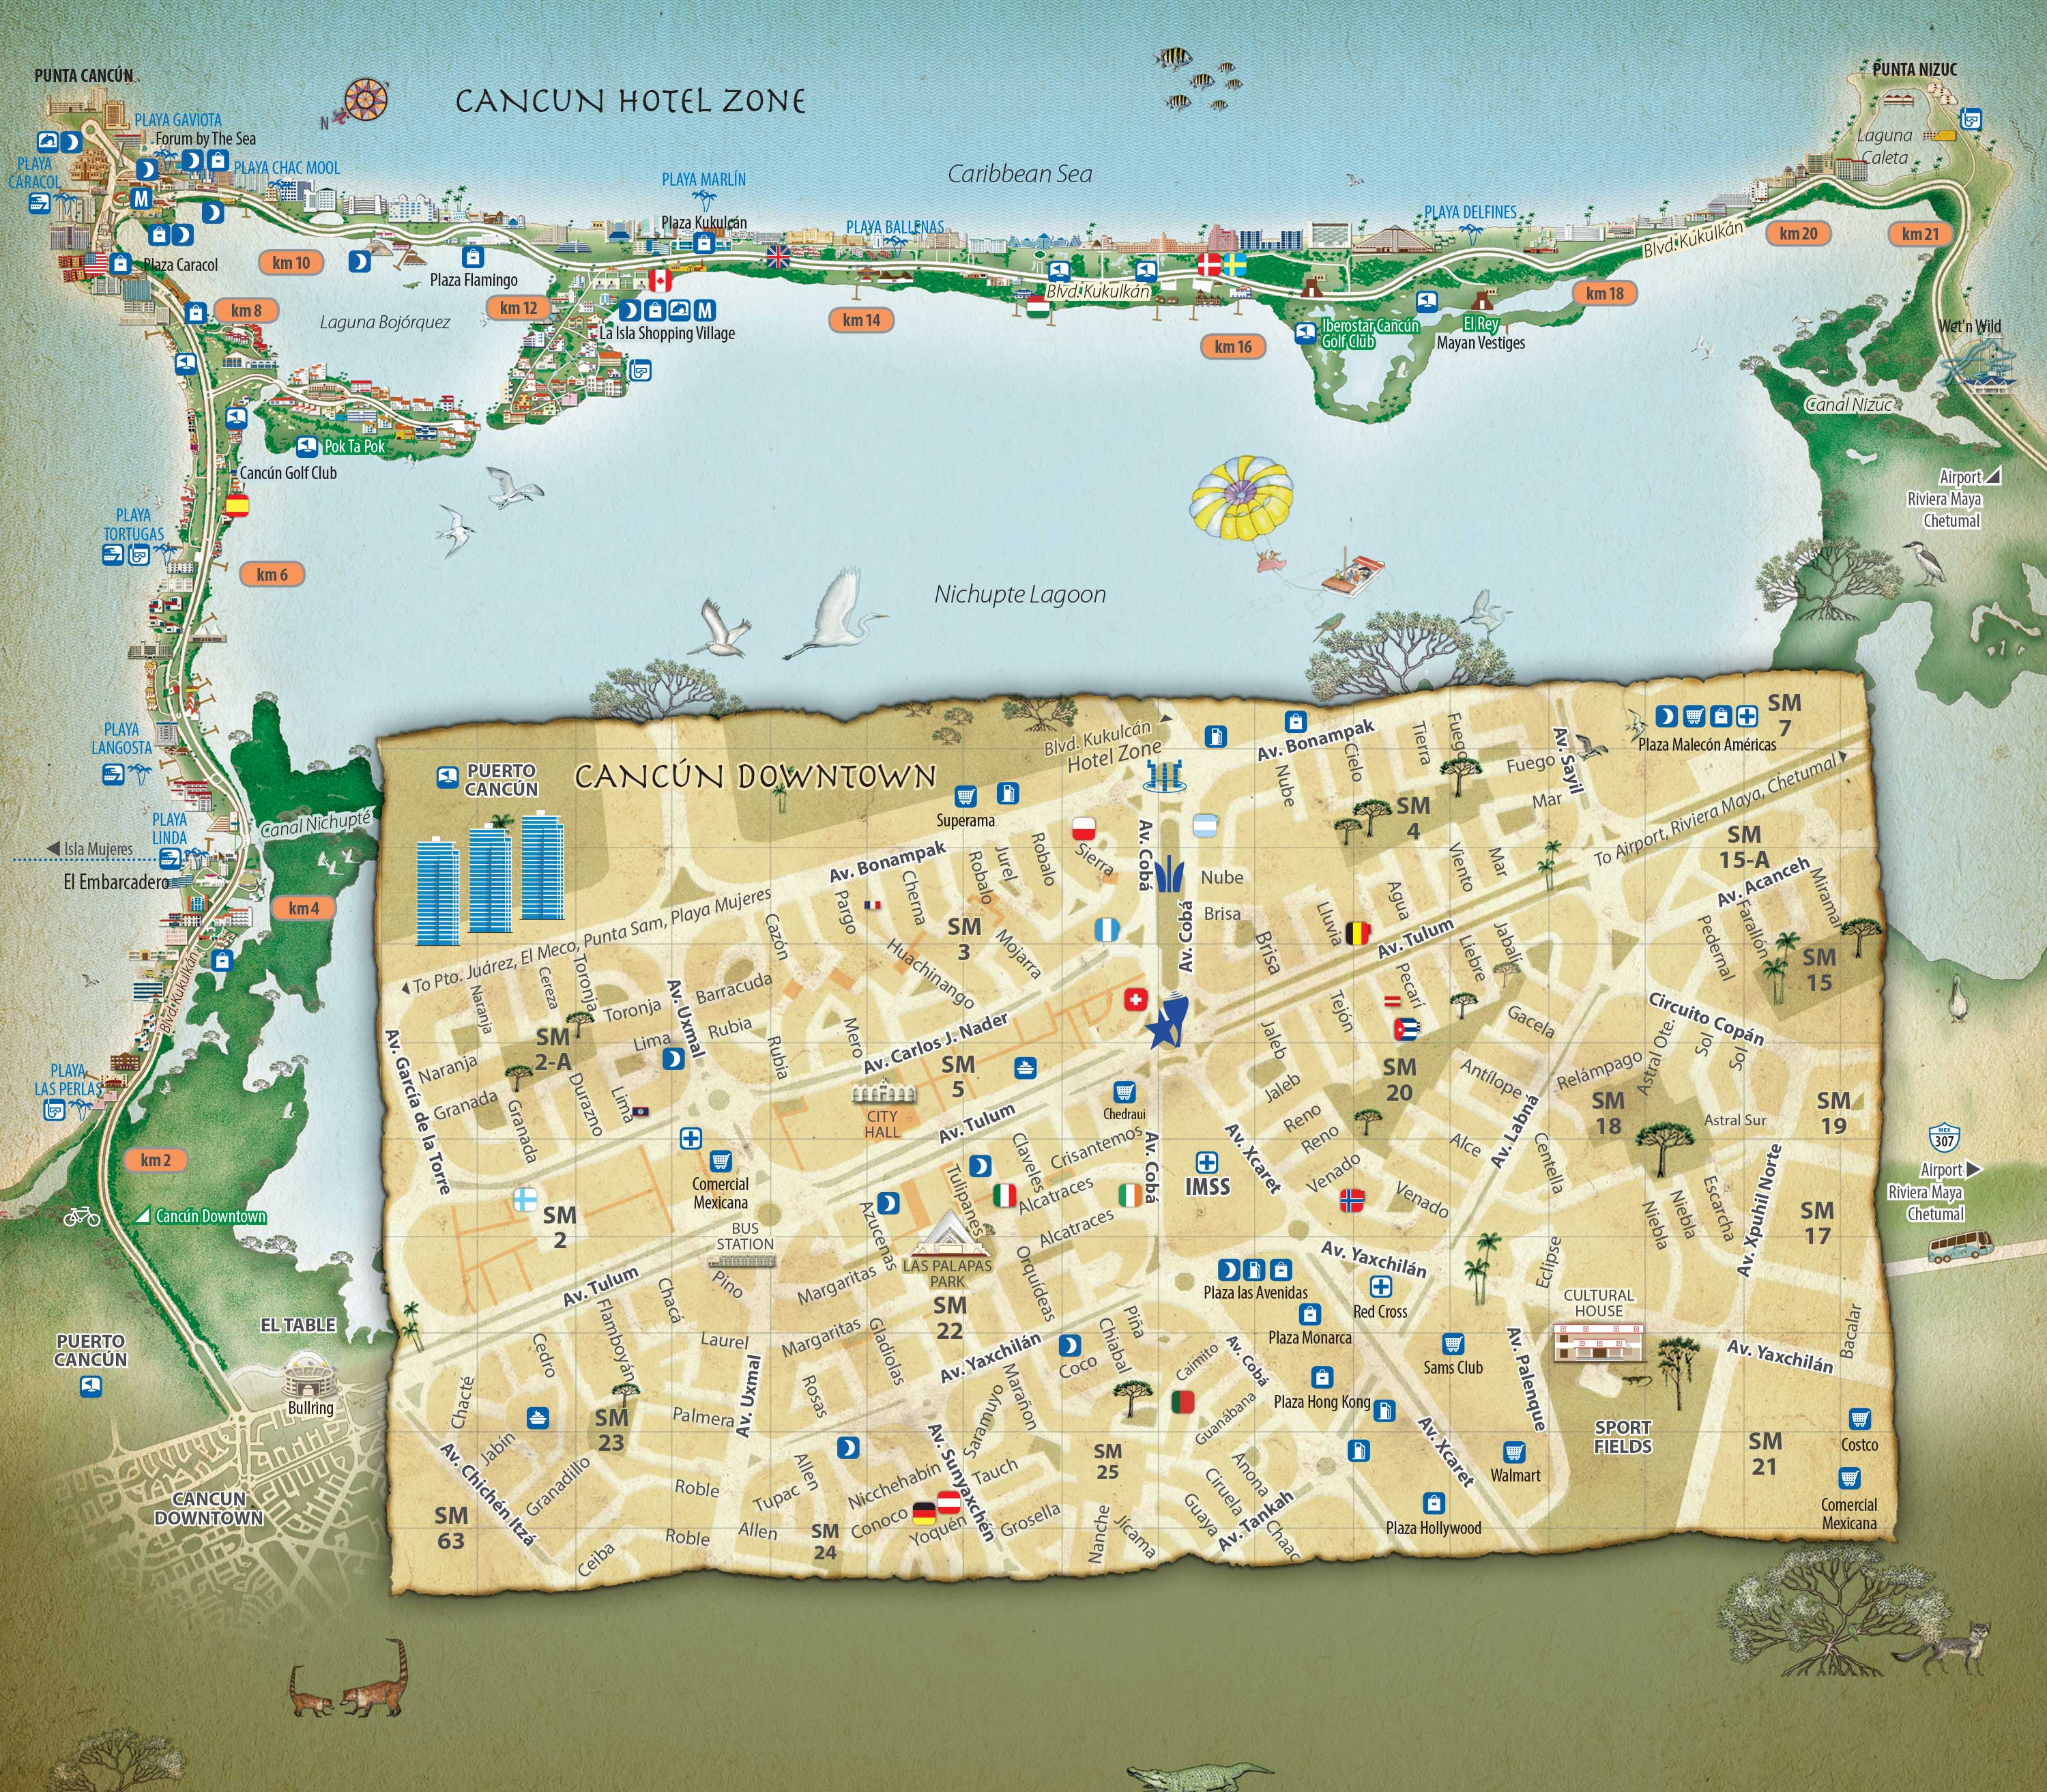 PUNTA CANCÚN
CANCUN HOTEL ZONE
N
PUNTA NIZUC
PLAYA GAVIOTA
Forum by The Sea
PLAYA
CARACOL
PLAYA CHAC MOOL
M
Plaza Caracol
km 10
Plaza Flamingo
Laguna Bojórquez
km 8
km 12
PLAYA MARLÍN
Plaza Kukulcán
M
La Isla Shopping Village
Caribbean Sea
PLAYA BALLENAS
km 14
Blvd. Kukulkán
km 16
PLAYA DELFINES
Iberostar Cancún
Golf Club
El Rey
Mayan Vestiges
km 18
Blvd. Kukulkán
km 20
km 21
Laguna
Caleta
Wet'n Wild
Canal Nizuc
Airport
Riviera Maya
Chetumal
Pok Ta Pok
Cancún Golf Club
PLAYA
TORTUGAS
km 6
Nichupte Lagoon
PLAYA
LANGOSTA
PLAYA
LINDA
Canal Nichupté
Isla Mujeres
El Embarcadero
km 4
Blvd. Kukulkán
PLAYA
LAS PERLAS
km 2
Cancún Downtown
EL TABLE
PUERTO
CANCÚN
Bullring
CANCUN
DOWNTOWN
MEX
307
Airport
Riviera Maya
Chetumal
PUERTO
CANCÚN
CANCÚN DOWNTOWN
Blvd. Kukulcán
Hotel Zone
Av. Bonampak
Superama
Nube
Cielo
Tierra
Fuego
Fuego
Av. Sayil
Mar
SM
7
Plaza Malecón Américas
To Airport, Riviera Maya, Chetumal
SM
4
SM
15-A
Av. Acanceh
Miramar
Farallón
Pedernal
SM
15
Av. Bonampak
Pargo
Cherna
Robalo
Jurel
Robalo
Sierra
Av. Cobá
Nube
Brisa
Av. Cobá
Brisa
Lluvia
Agua
Viento
Mar
Av. Tulum
Liebre
Jabalí
Pecarí
Tejón
Gacela
Circuito Copán
To Pto. Juárez, El Meco, Punta Sam, Playa Mujeres
Cazón
SM
3
Huachinango
Mojarra
Naranja
Cereza
Toronja
Toronja
Av. Uxmal
Barracuda
Rubia
Rubia
Lima
Lima
SM
2-A
Naranja
Granada
Granada
Durazno
Av. García de la Torre
Mero
Av. Carlos J. Nader
SM
5
CITY
HALL
Av. Tulum
Chedraui
Crisantemos
Claveles
Tulipanes
Alcatraces
Alcatraces
Av. Cobá
IMSS
Av. Xcaret
Jaleb
Jaleb
Reno
Reno
Venado
Venado
SM
20
Antílope
Alce
Av. Labná
Centella
Relámpago
Astral Ote.
Sol
Sol
SM
18
Astral Sur
SM
19
Niebla
Niebla
Escarcha
Av. Xpuhil Norte
SM
17
SM
2
Comercial
Mexicana
BUS
STATION
Av. Tulum
Pino
Azucenas
Margaritas
LAS PALAPAS
PARK
SM
22
Orquídeas
Av. Yaxchilán
Plaza las Avenidas
Red Cross
Plaza Monarca
Eclipse
CULTURAL
HOUSE
Av. Yaxchilán
Bacalar
Chacá
Flamboyán
Laurel
Margaritas
Gladiolas
Cedro
Chacté
Av. Uxmal
Rosas
Av. Yaxchilán
Coco
Chiabal
Piña
Marañon
Caimito
Av. Cobá
Guanábana
Plaza Hong Kong
Sams Club
Av. Palenque
SPORT
FIELDS
Costco
SM
21
Comercial
Mexicana
Walmart
Av. Xcaret
Plaza Hollywood
SM
23
Palmera
Jabín
Granadillo
Av. Chichén Itzá
SM
63
Ceiba
Roble
Roble
Allen
Allen
Tupac
Nicchehabín
Conoco
SM
24
Yoquén
Av. Sunyaxchén
Saramuyo
Tauch
Grosella
SM
25
Nanche
Jícama
Ciruela
Anona
Guaya
Av. Tankah
Chaac